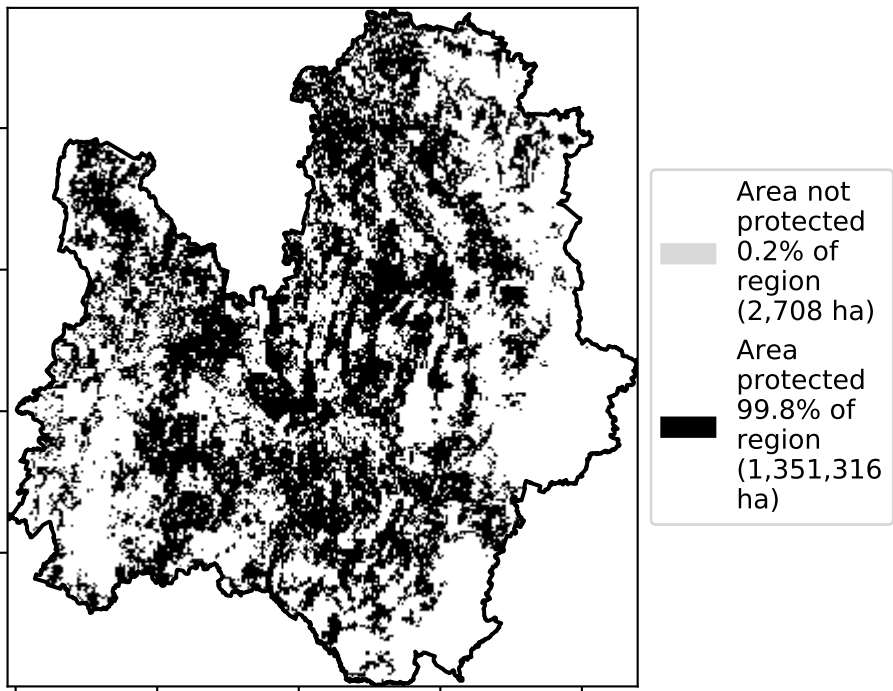 Area not
protected
0.2% of
region
(2,708 ha)
Area
protected
99.8% of
region
(1,351,316
ha)